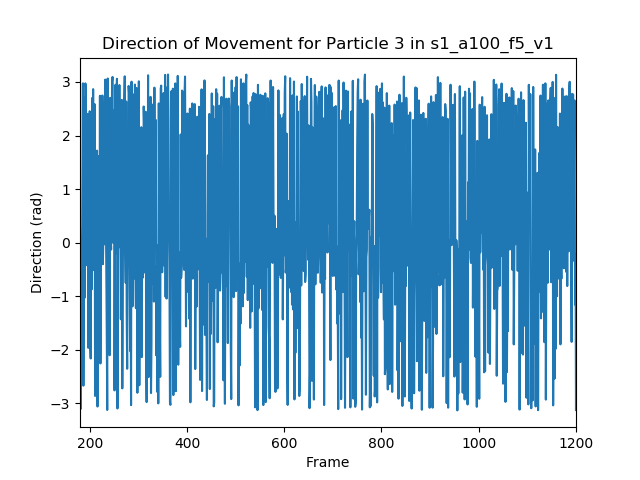 Direction of Movement for Particle 3 in s1_a100_f5_v1
3
2
1
0
−1
−2
−3
Direction (rad)
200 400 600 800 1000 1200
Frame